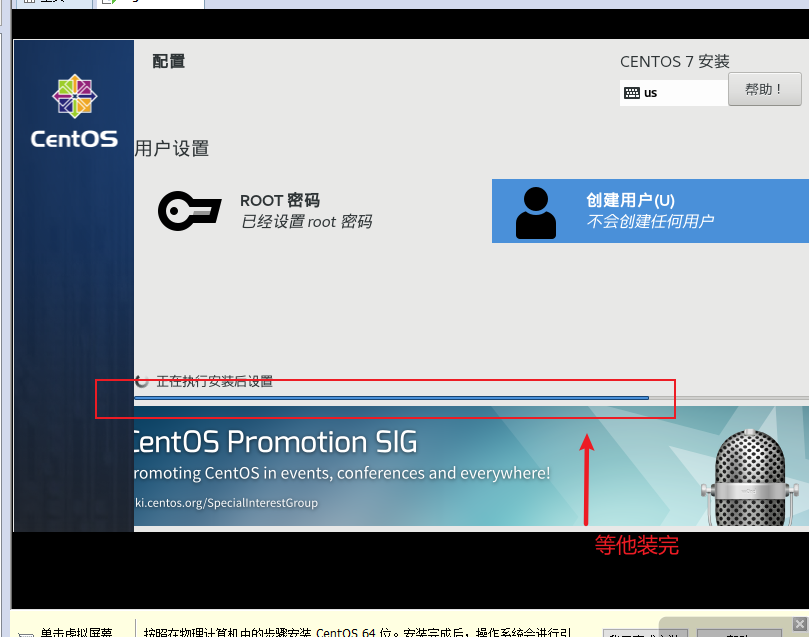 配置
CENTOS 7 安装
us
帮助！
CentOS
用户设置
ROOT 密码
已经设置 root 密码
创建用户(U)
不会创建任何用户
正在执行安装后设置
CentOS Promotion SIG
romoting CentOS in events, conferences and everywhere!
ki.centos.org/SpecialInterestGroup
等他装完
单击虚拟屏幕
按照在物理计算机中的步骤安装 CentOS 64 位。安装完成后，操作系统会进行引